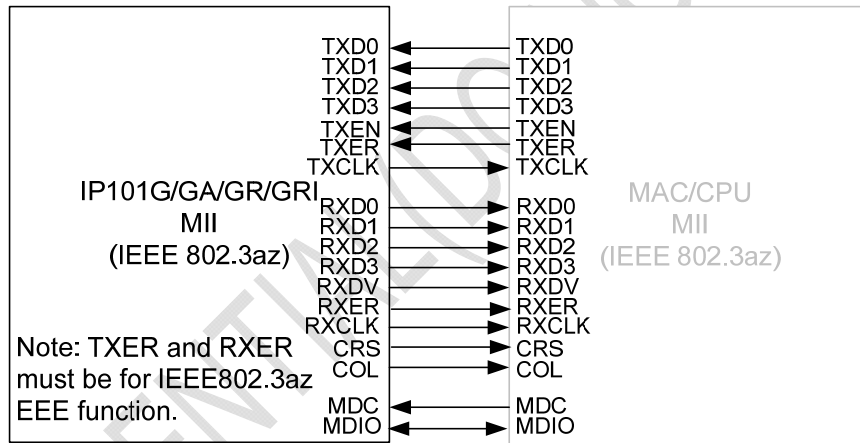 TXD0 TXD0
TXD1 TXD1
TXD2 TXD2
TXD3 TXD3
TXEN TXEN
TXER TXER
TXCLK TXCLK
IP101G/GA/GR/GRI
MII
(IEEE 802.3az)
MAC/CPU
MII
(IEEE 802.3az)
RXD0 RXD0
RXD1 RXD1
RXD2 RXD2
RXD3 RXD3
RXDV RXDV
RXER RXER
RXCLK RXCLK
CRS CRS
COL COL
Note: TXER and RXER
must be for IEEE802.3az
EEE function.
MDC MDC
MDIO MDIO